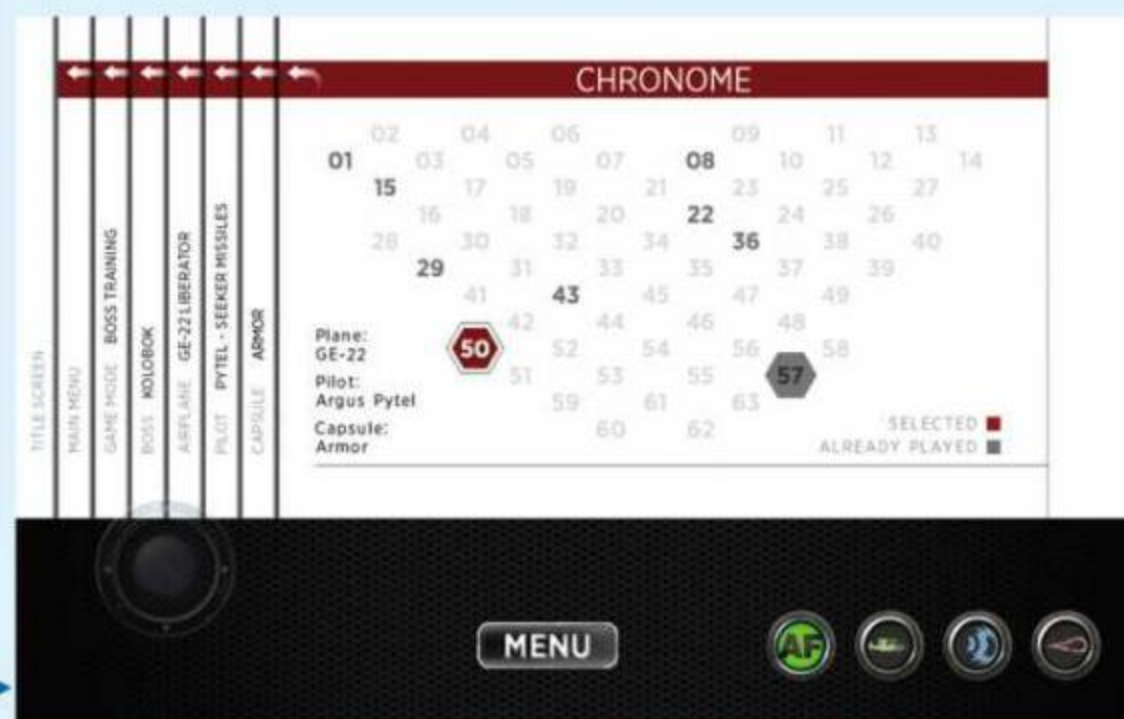 TITLE SCREEN
MAIN MENU
GAME MODE BOSS TRAINING
BOSS KOLOBOK
AIRPLANE GE-22 LIBERATOR
PILOT PYTEL - SEEKER MISSILES
CAPSULE ARMOR
CHRONOME
02 04 06 09 11 13
01 03 05 07 08 10 12 14
15 17 19 21 23 25 27
16 18 20 22 24 26
28 30 32 34 36 38 40
29 31 33 35 37 39
41 43 45 47 49
42 44 46 48
50 52 54 56 58
51 53 55 57
59 61 63
60 62
Plane:
GE-22
Pilot:
Argus Pytel
Capsule:
Armor
SELECTED
ALREADY PLAYED
MENU
AF